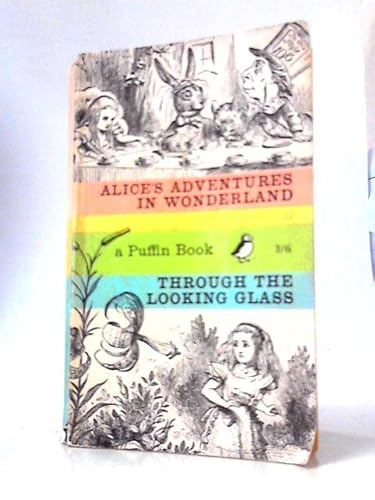 ALICE'S ADVENTURES
IN WONDERLAND
a Puffin Book 3/6
THROUGH THE
LOOKING GLASS